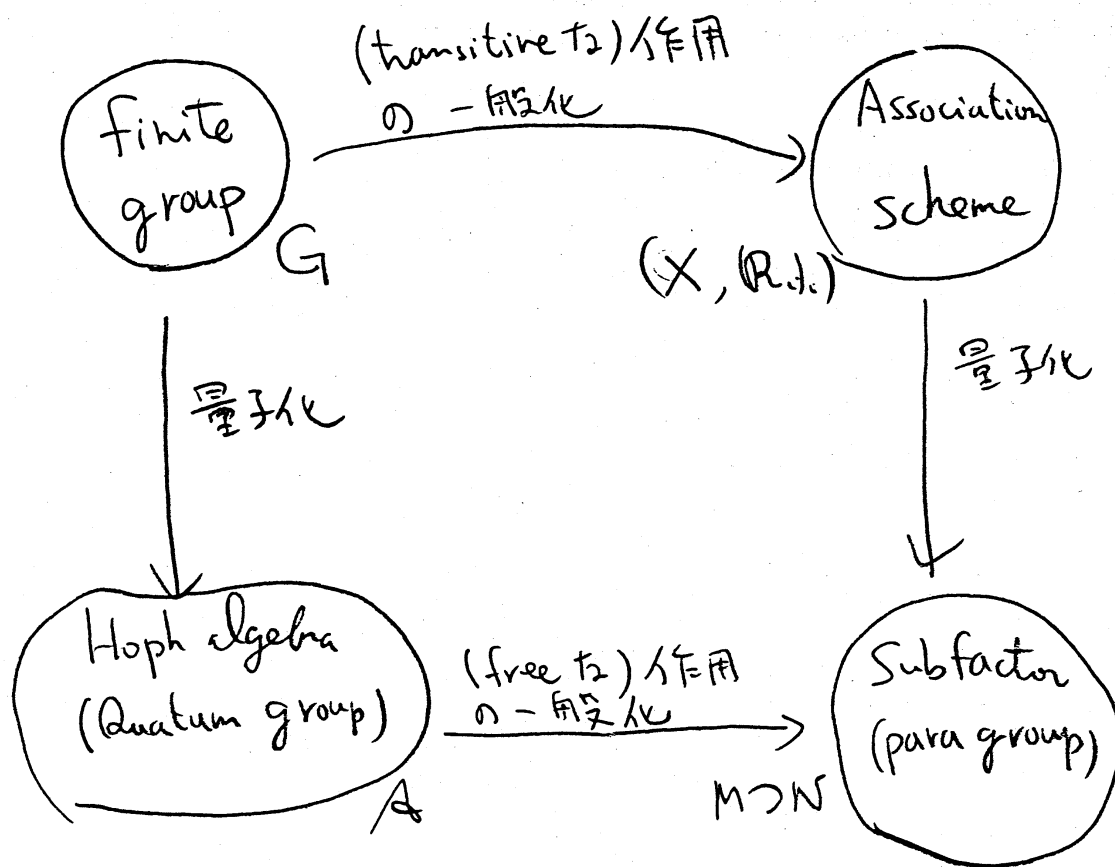 (transitive な)作用
の一般化
finite
group
G
Association
scheme
(X, {Ri}i)
量子化
量子化
Hoph algebra
(Quatum group)
A
(free な)作用
の一般化
M⊃N
Subfactor
(para group)